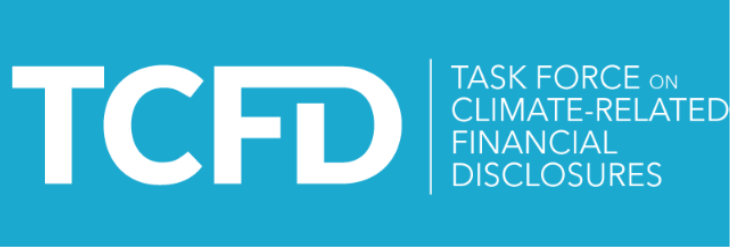 TCFD
TASK FORCE ON
CLIMATE-RELATED
FINANCIAL
DISCLOSURES